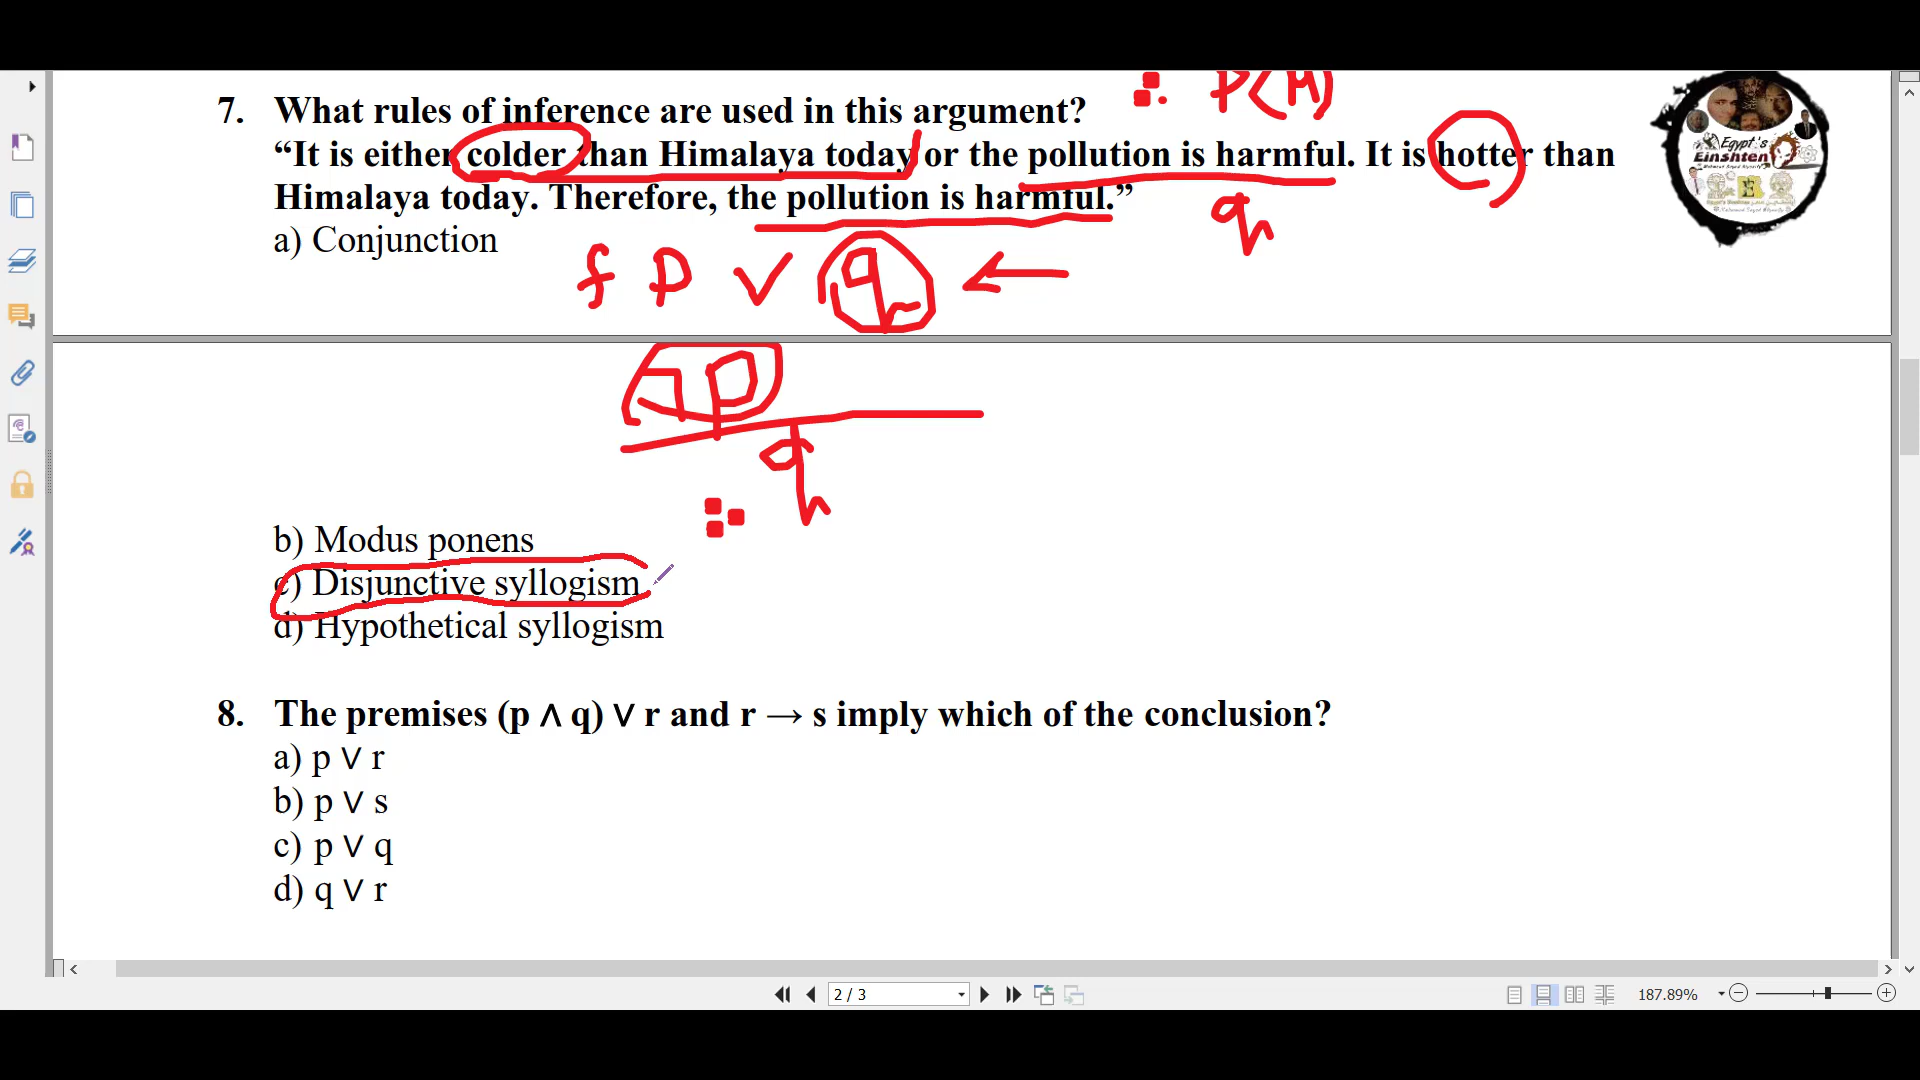 ∴ P(M)
7. What rules of inference are used in this argument?
“It is either colder than Himalaya today or the pollution is harmful. It is hotter than
Himalaya today. Therefore, the pollution is harmful.”
q
a) Conjunction
p ∨ q
¬p
∴ q
b) Modus ponens
c) Disjunctive syllogism
d) Hypothetical syllogism
8. The premises (p ∧ q) ∨ r and r → s imply which of the conclusion?
a) p ∨ r
b) p ∨ s
c) p ∨ q
d) q ∨ r
Egypt's
Einshten
2 / 3
187.89%